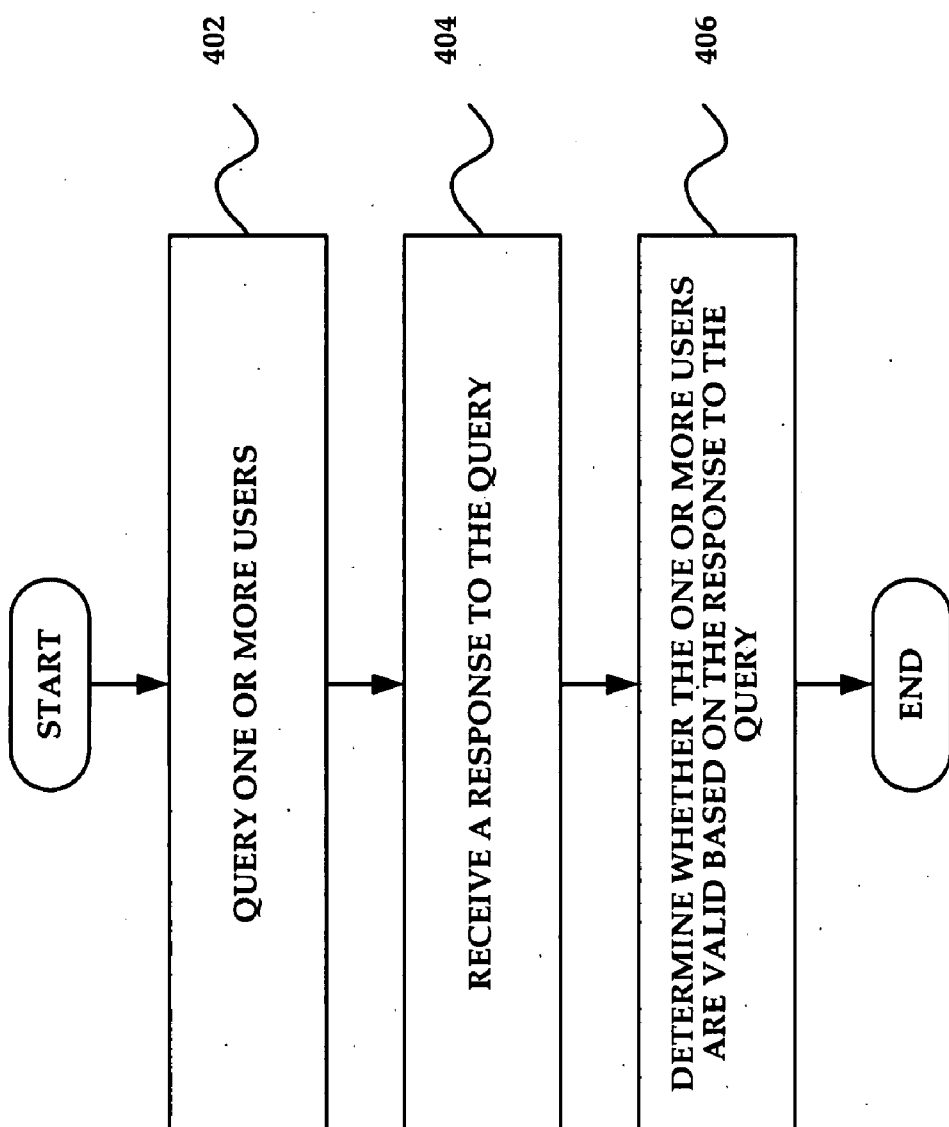 START
QUERY ONE OR MORE USERS
402
RECEIVE A RESPONSE TO THE QUERY
404
DETERMINE WHETHER THE ONE OR MORE USERS
ARE VALID BASED ON THE RESPONSE TO THE
QUERY
406
END